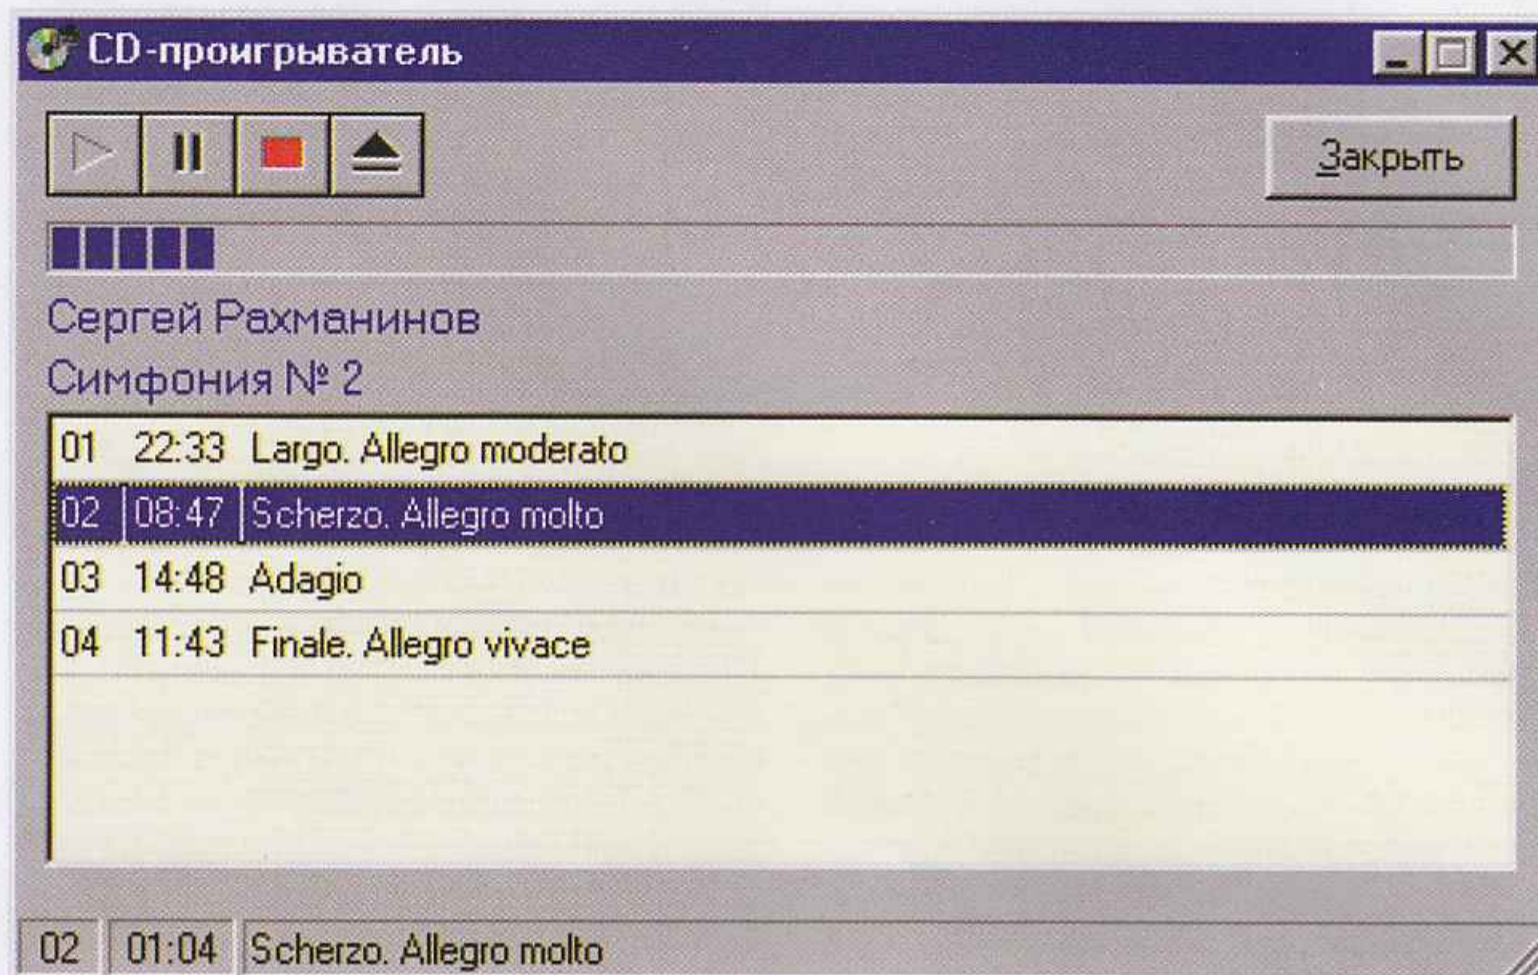 CD-проигрыватель
Закрыть
Сергей Рахманинов
Симфония № 2
01 22:33 Largo. Allegro moderato
02 08:47 Scherzo. Allegro molto
03 14:48 Adagio
04 11:43 Finale. Allegro vivace
02 01:04 Scherzo. Allegro molto